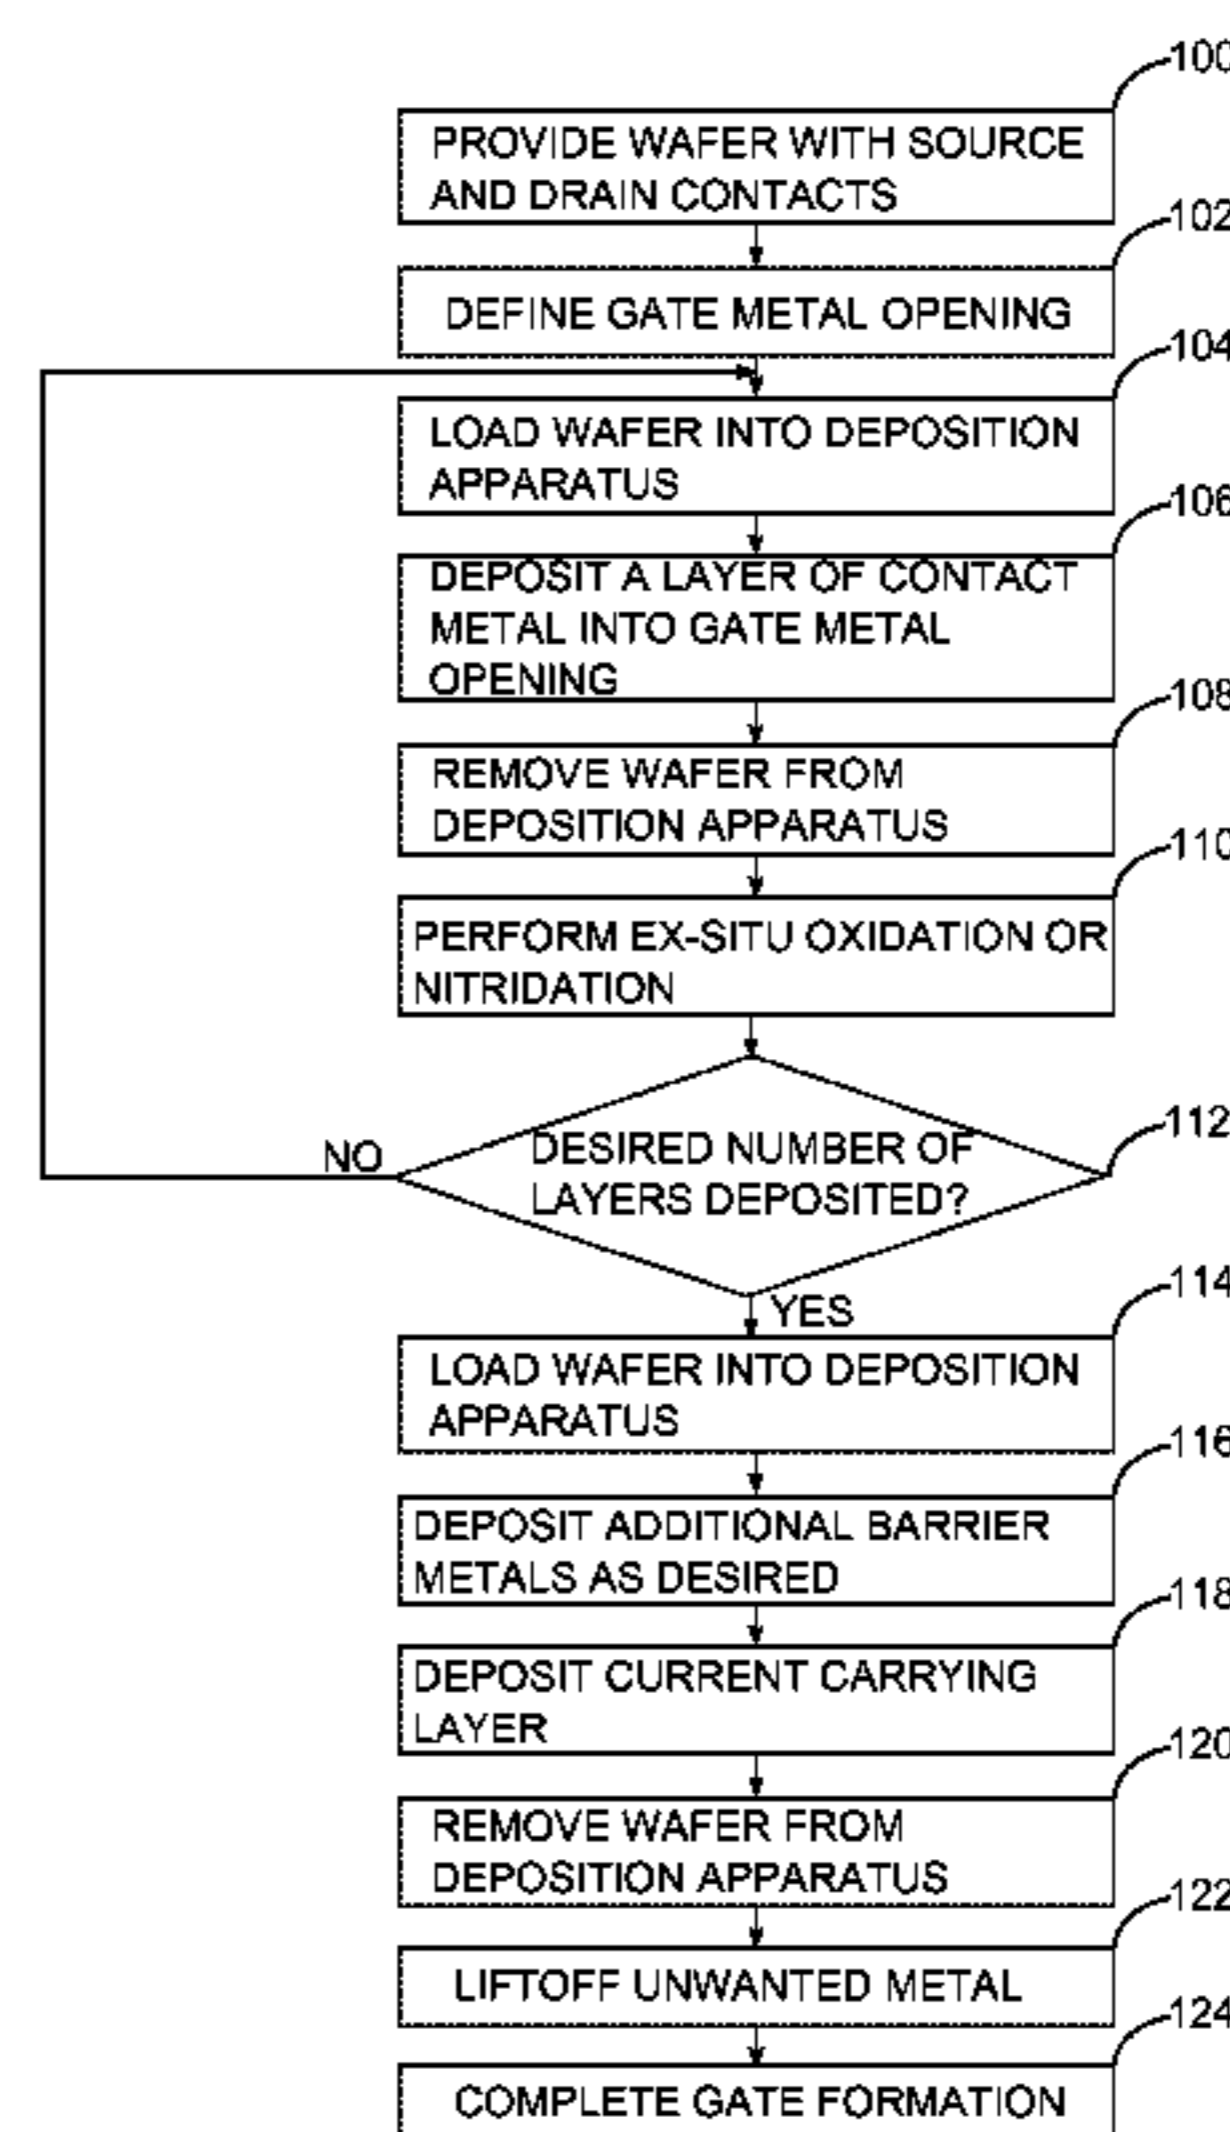 100
PROVIDE WAFER WITH SOURCE
AND DRAIN CONTACTS
102
DEFINE GATE METAL OPENING
104
LOAD WAFER INTO DEPOSITION
APPARATUS
106
DEPOSIT A LAYER OF CONTACT
METAL INTO GATE METAL
OPENING
108
REMOVE WAFER FROM
DEPOSITION APPARATUS
110
PERFORM EX-SITU OXIDATION OR
NITRIDATION
112
NO
DESIRED NUMBER OF
LAYERS DEPOSITED?
YES
114
LOAD WAFER INTO DEPOSITION
APPARATUS
116
DEPOSIT ADDITIONAL BARRIER
METALS AS DESIRED
118
DEPOSIT CURRENT CARRYING
LAYER
120
REMOVE WAFER FROM
DEPOSITION APPARATUS
122
LIFTOFF UNWANTED METAL
124
COMPLETE GATE FORMATION